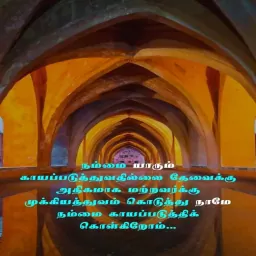 நம்மை யாரும்
காயப்படுத்துவதில்லை தேவைக்கு
அதிகமாக மற்றவர்க்கு
முக்கியத்துவம் கொடுத்து நாமே
நம்மை காயப்படுத்திக்
கொள்கிறோம்...